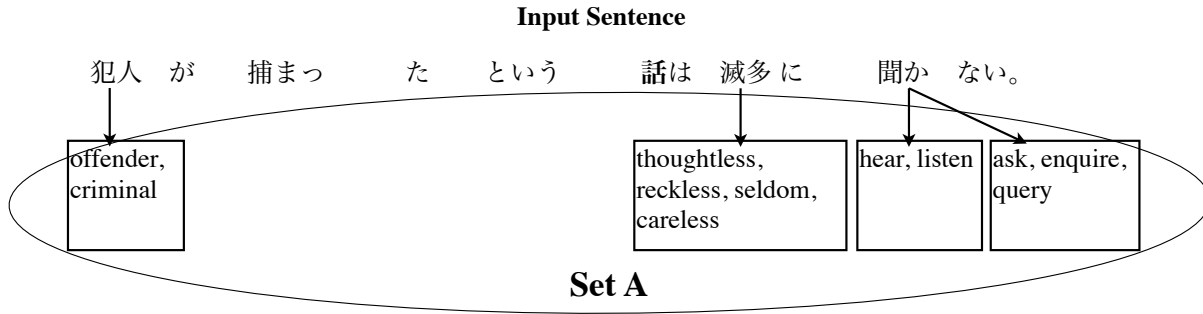 Input Sentence
犯人 が 捕まっ た という 話は 滅多 に 聞か ない。
offender, criminal
thoughtless, reckless, seldom, careless
hear, listen
ask, enquire, query
Set A